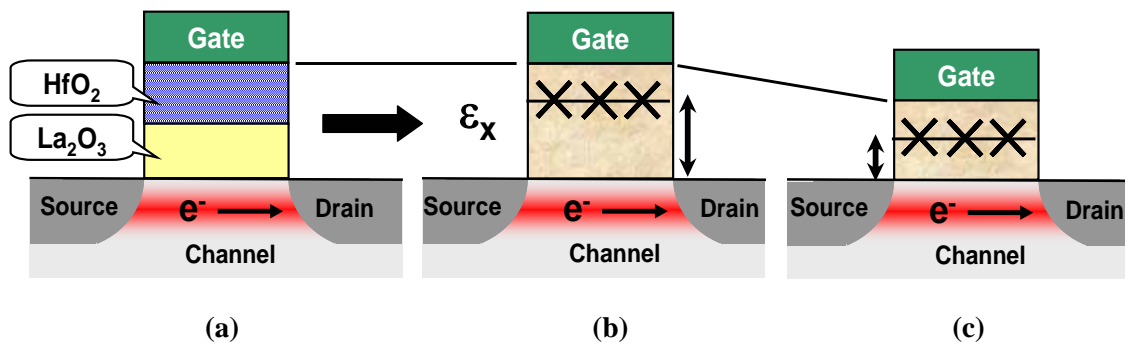 Gate
HfO2
La2O3
Source
e-
Drain
Channel
(a)
εx
Gate
Source
e-
Drain
Channel
(b)
Gate
Source
e-
Drain
Channel
(c)